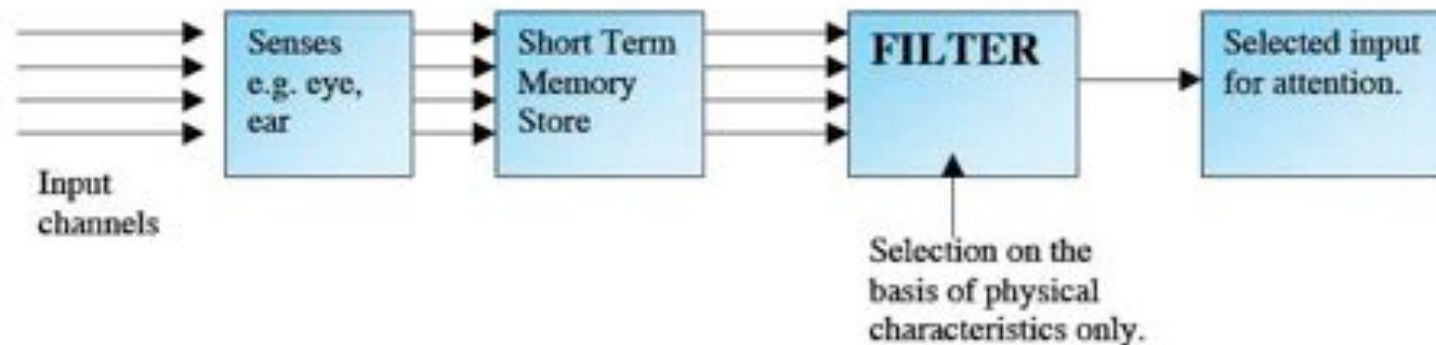 Senses
e.g. eye,
ear
Short Term
Memory
Store
FILTER
Selected input
for attention.
Input
channels
Selection on the
basis of physical
characteristics only.